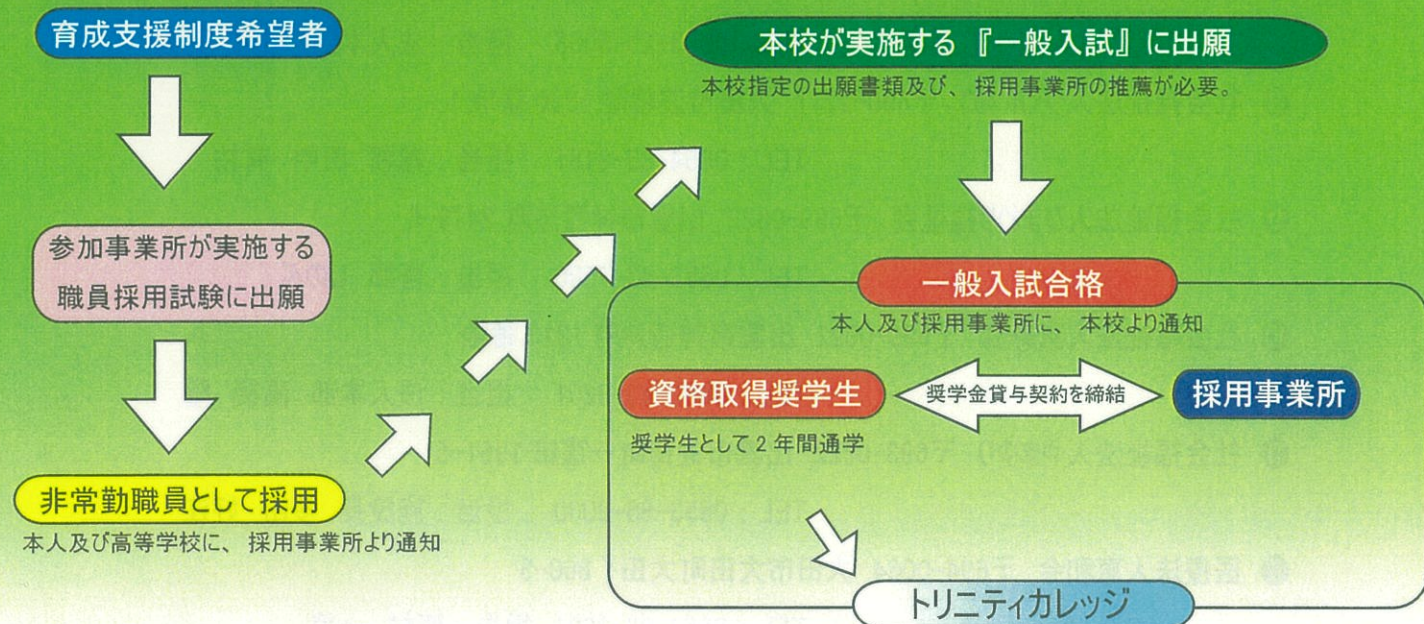 育成支援制度希望者
参加事業所が実施する
職員採用試験に出願
非常勤職員として採用
本人及び高等学校に、採用事業所より通知
本校が実施する『一般入試』に出願
本校指定の出願書類及び、採用事業所の推薦が必要。
一般入試合格
本人及び採用事業所に、本校より通知
資格取得奨学生
奨学金貸与契約を締結
採用事業所
奨学生として2年間通学
トリニティカレッジ